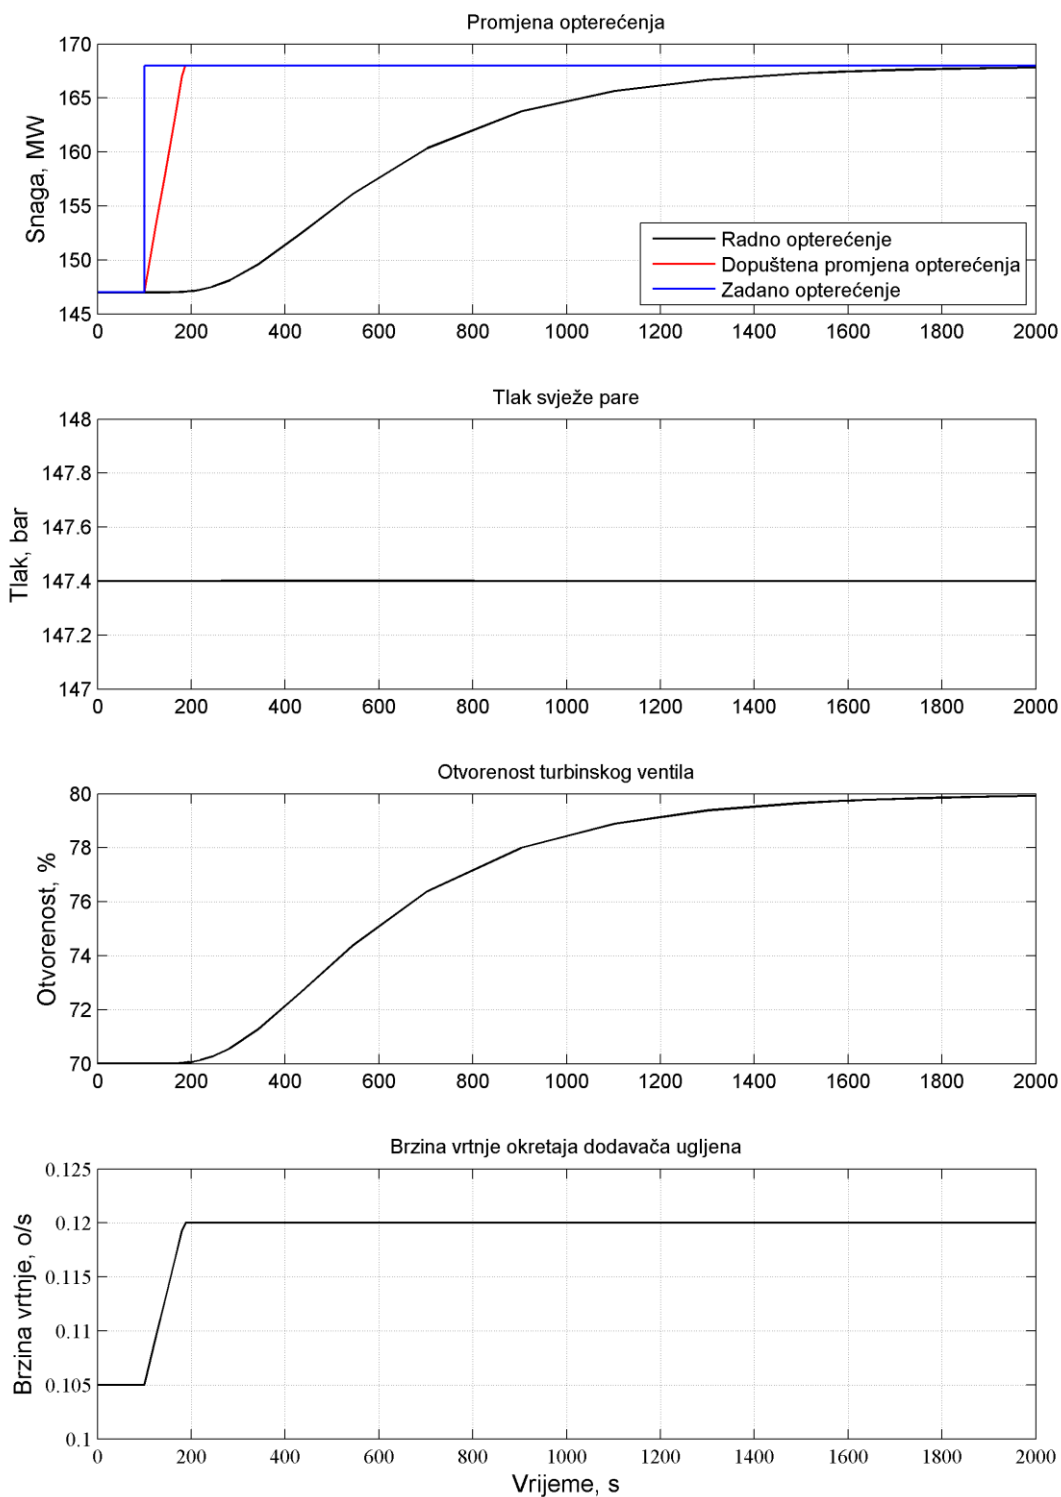 Promjena opterećenja
170
165
160
155
150
145
Snaga, MW
Radno opterećenje
Dopuštena promjena opterećenja
Zadano opterećenje
0 200 400 600 800 1000 1200 1400 1600 1800 2000
Tlak svježe pare
148
147.8
147.6
147.4
147.2
147
Tlak, bar
0 200 400 600 800 1000 1200 1400 1600 1800 2000
Otvorenost turbinskog ventila
80
78
76
74
72
70
Otvorenost, %
0 200 400 600 800 1000 1200 1400 1600 1800 2000
Brzina vrtnje okretaja dodavača ugljena
0.125
0.12
0.115
0.11
0.105
0.1
Brzina vrtnje, o/s
0 200 400 600 800 1000 1200 1400 1600 1800 2000
Vrijeme, s